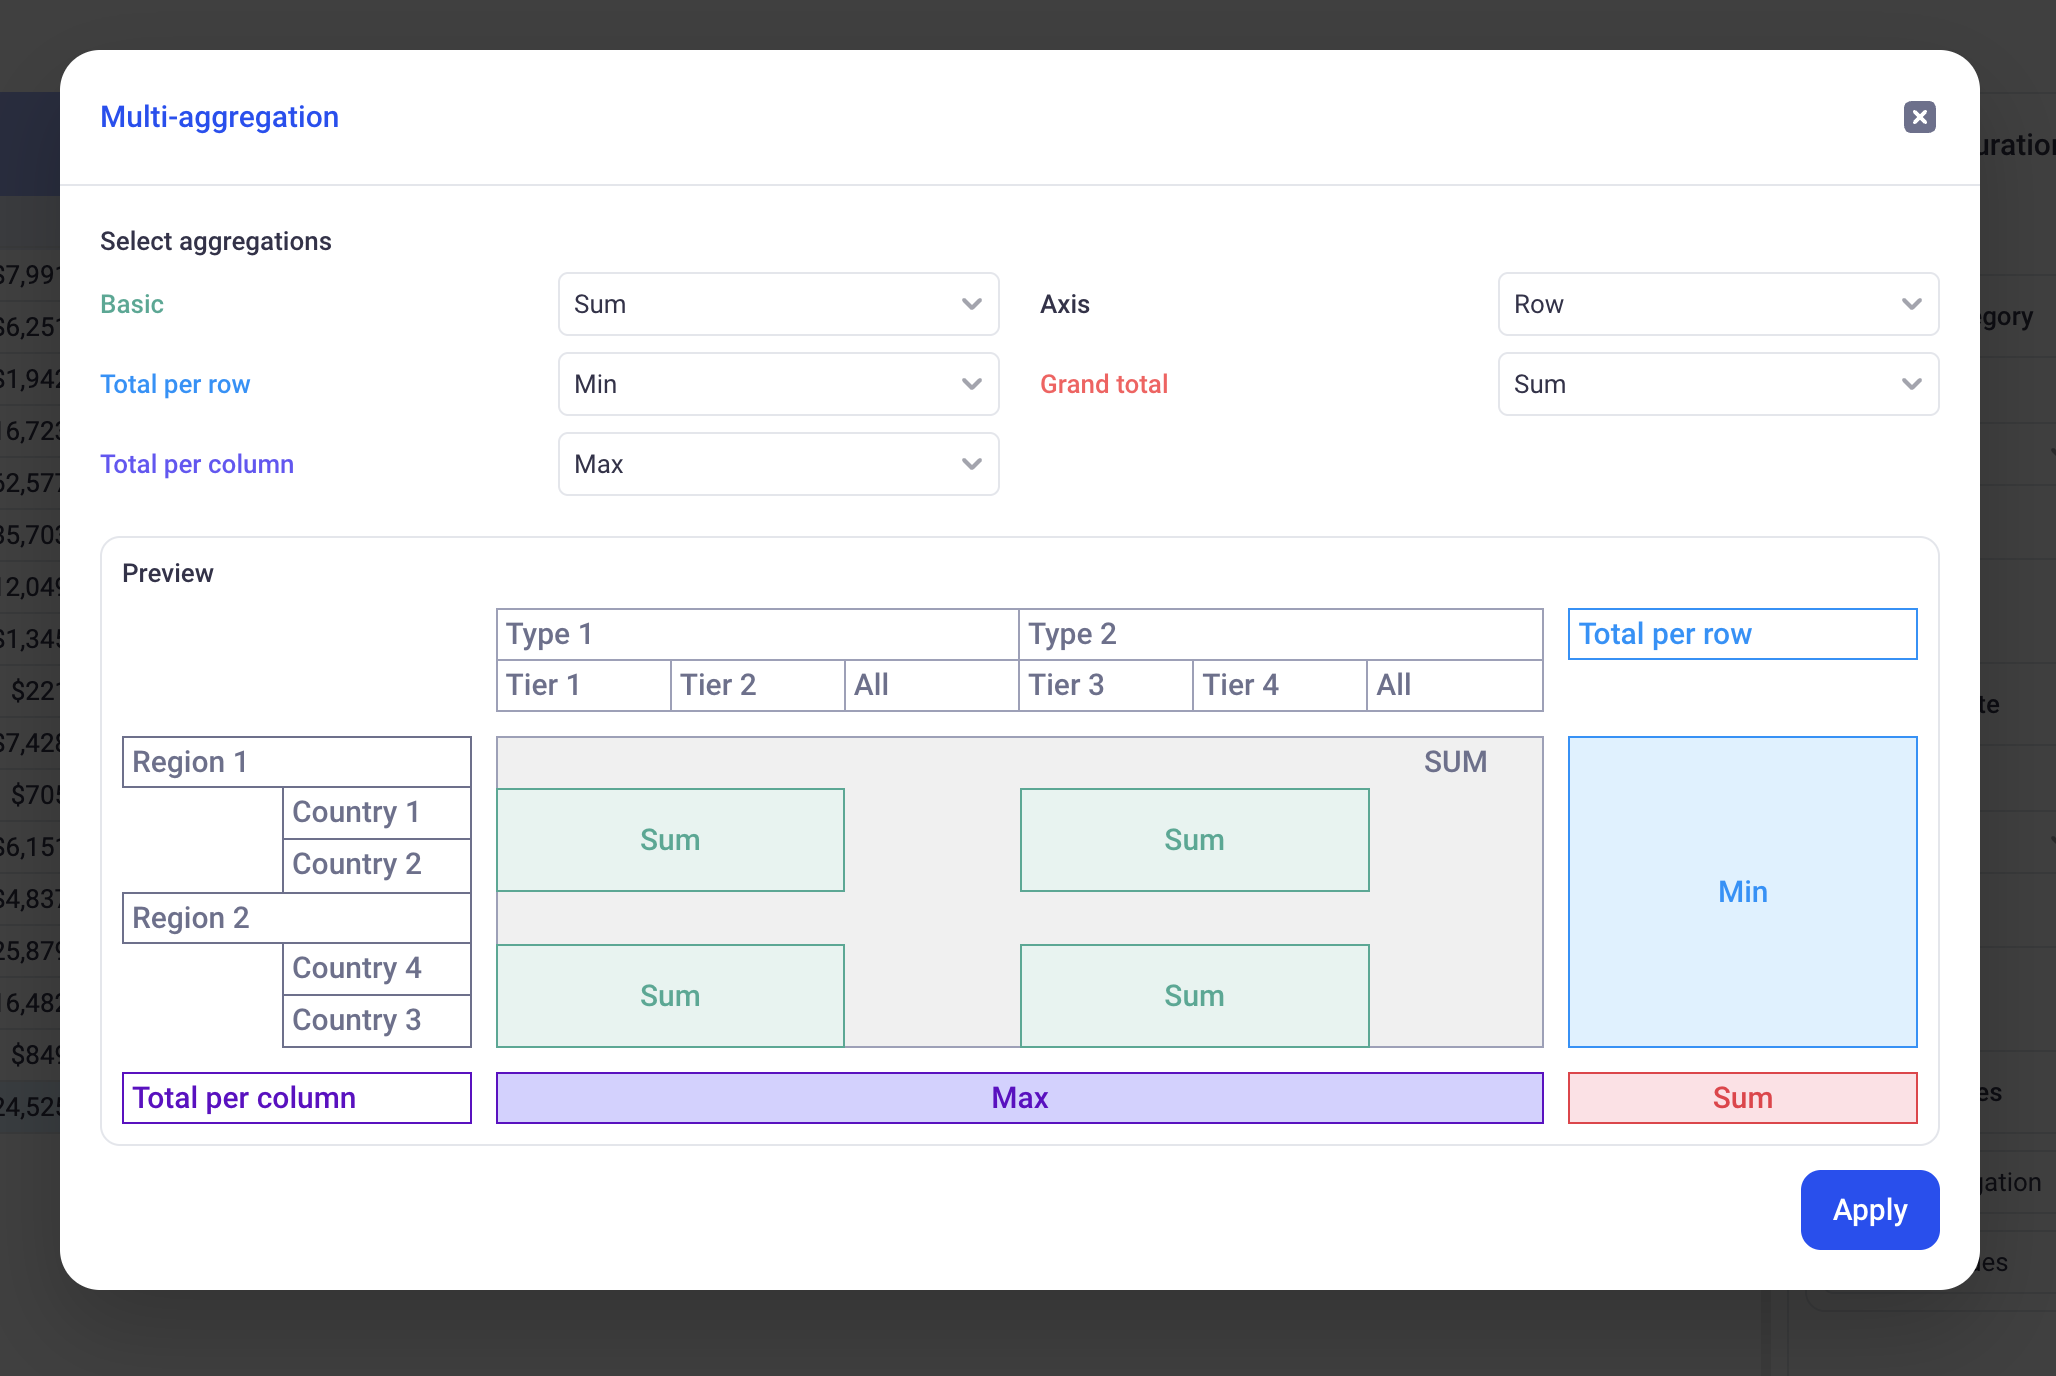 Multi-aggregation
Select aggregations
Basic
Sum
Axis
Row
Total per row
Min
Grand total
Sum
Total per column
Max
Preview
Type 1
Type 2
Total per row
Tier 1
Tier 2
All
Tier 3
Tier 4
All
Region 1
SUM
Country 1
Country 2
Sum
Sum
Min
Region 2
Country 4
Country 3
Sum
Sum
Total per column
Max
Sum
Apply